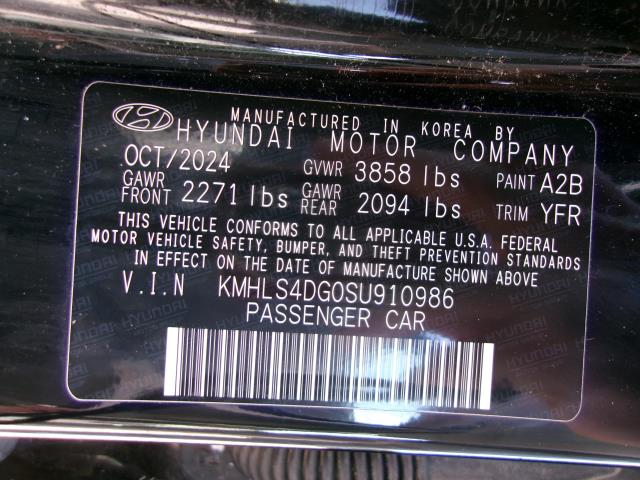 MANUFACTURED IN KOREA BY
HYUNDAI MOTOR COMPANY
OCT/2024 GVWR 3858 lbs PAINT A2B
GAWR FRONT 2271 lbs GAWR REAR 2094 lbs TRIM YFR
THIS VEHICLE CONFORMS TO ALL APPLICABLE U.S.A. FEDERAL
MOTOR VEHICLE SAFETY, BUMPER, AND THEFT PREVENTION STANDARDS
IN EFFECT ON THE DATE OF MANUFACTURE SHOWN ABOVE
V.I.N KMHLS4DG0SU910986
PASSENGER CAR